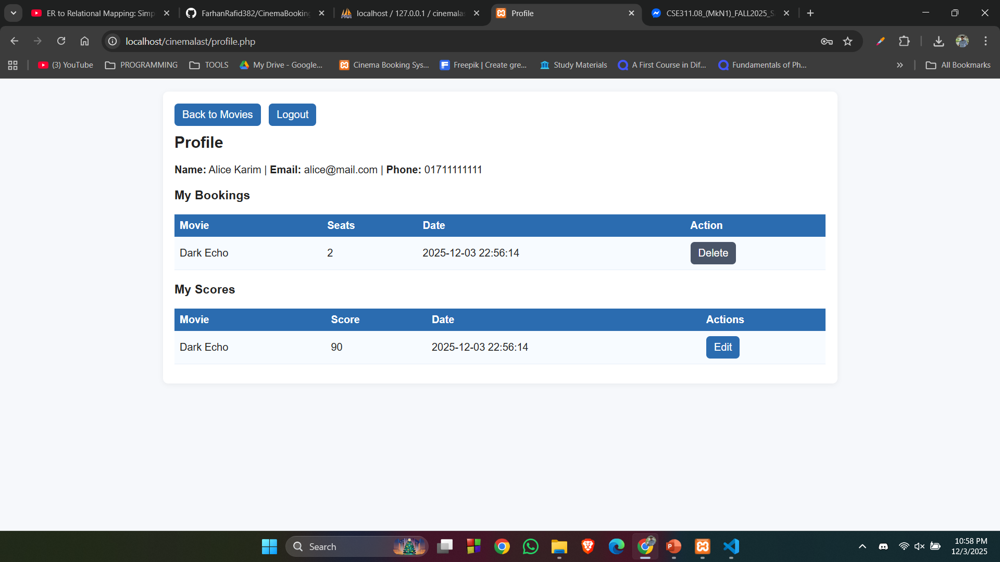 ER to Relational Mapping: Simp
FarhanRafid382/CinemaBooking
localhost / 127.0.0.1 / cinemalas
Profile
CSE311.08_(MkN1)_FALL2025_S
localhost/cinemalast/profile.php
(3) YouTube
PROGRAMMING
TOOLS
My Drive - Google...
Cinema Booking Sys...
Freepik | Create gre...
Study Materials
A First Course in Dif...
Fundamentals of Ph...
All Bookmarks
Back to Movies Logout
Profile
Name: Alice Karim | Email: alice@mail.com | Phone: 01711111111
My Bookings
Movie Seats Date Action
Dark Echo 2 2025-12-03 22:56:14 Delete
My Scores
Movie Score Date Actions
Dark Echo 90 2025-12-03 22:56:14 Edit
Search
10:58 PM
12/3/2025